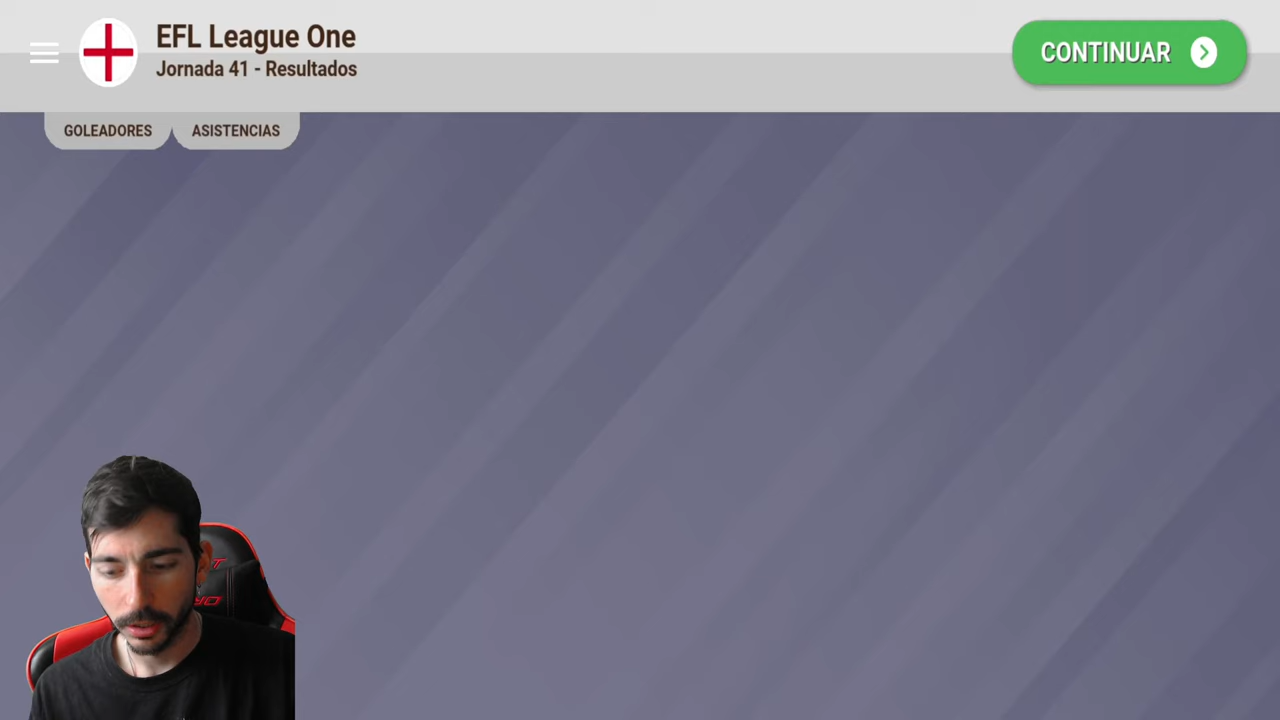 EFL League One
Jornada 41 - Resultados
CONTINUAR
GOLEADORES
ASISTENCIAS